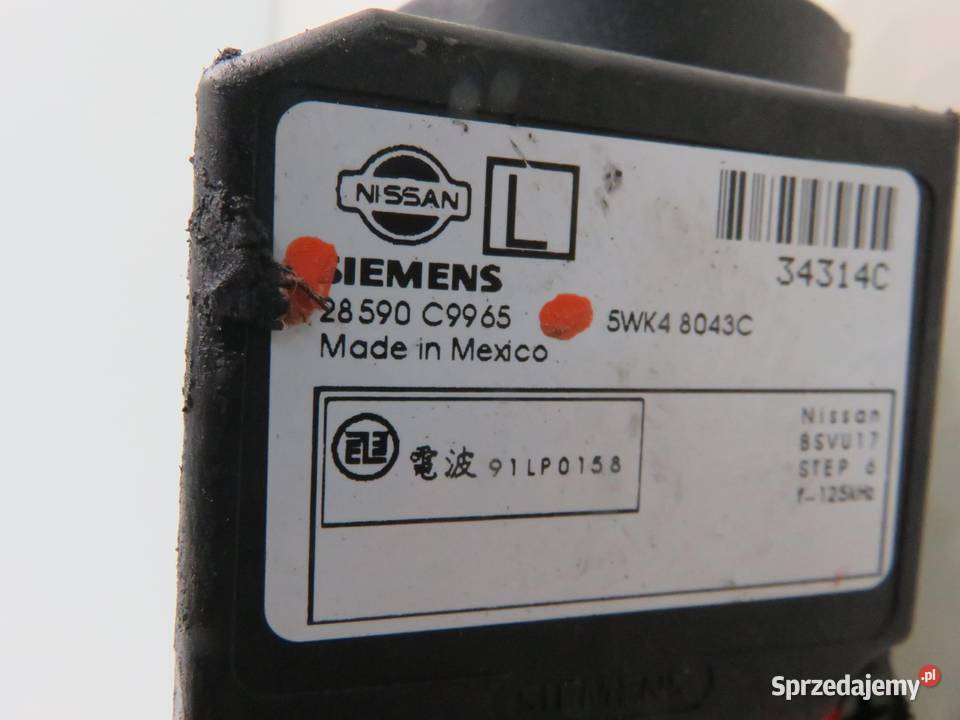 NISSAN
L
34314C
SIEMENS
28590 C9965
5WK4 8043C
Made in Mexico
電波 91LP0158
Nissan
BSVU17
STEP 6
f-125kHz
SIEMENS
Sprzedajemy.pl